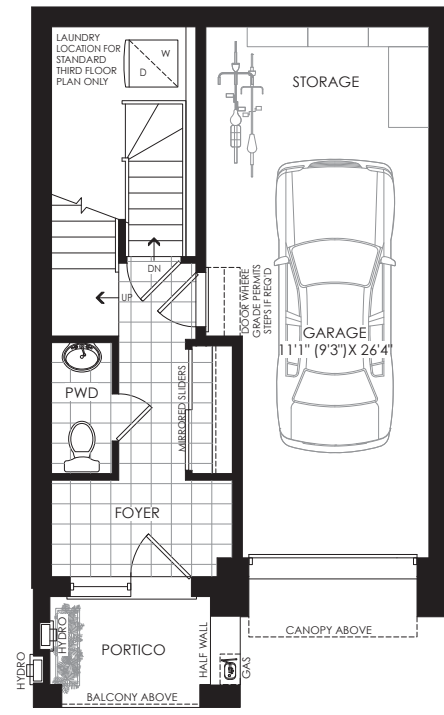 LAUNDRY
LOCATION FOR
STANDARD
THIRD FLOOR
PLAN ONLY
W
D
STORAGE
DN
UP
DOOR WHERE
GRADE PERMITS
STEPS IF REQ'D
GARAGE
11'1" (9'3") X 26'4"
PWD
MIRRORED SLIDERS
FOYER
HYDRO
HYDRO
PORTICO
HALF WALL
GAS
CANOPY ABOVE
BALCONY ABOVE